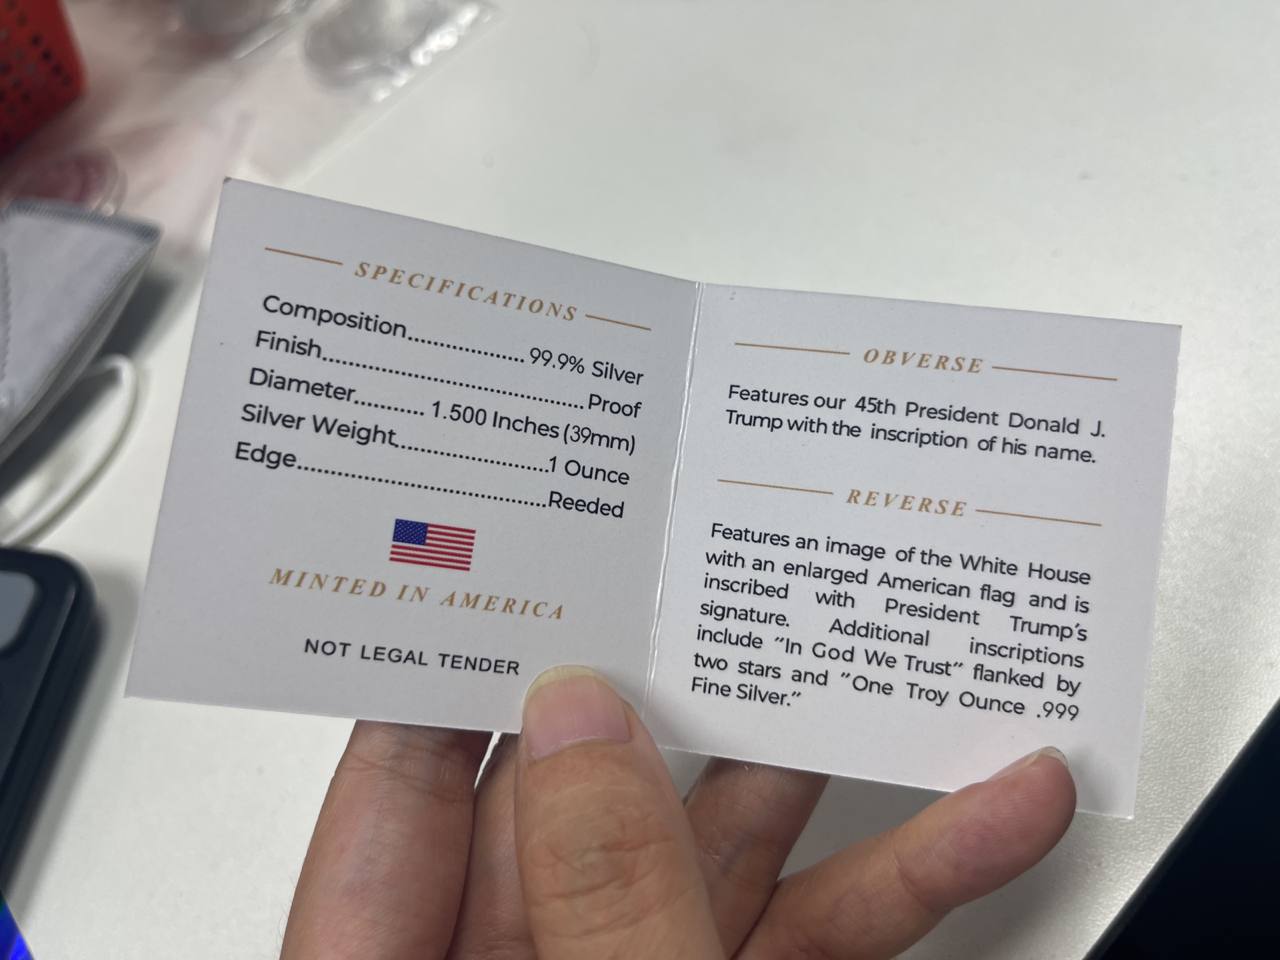 SPECIFICATIONS
Composition.................. 99.9% Silver
Finish..........................................Proof
Diameter........... 1.500 Inches (39mm)
Silver Weight.......................1 Ounce
Edge.......................................Reeded
MINTED IN AMERICA
NOT LEGAL TENDER
OBVERSE
Features our 45th President Donald J.
Trump with the inscription of his name.
REVERSE
Features an image of the White House
with an enlarged American flag and is
inscribed with President Trump's
signature. Additional inscriptions
include "In God We Trust" flanked by
two stars and "One Troy Ounce .999
Fine Silver."